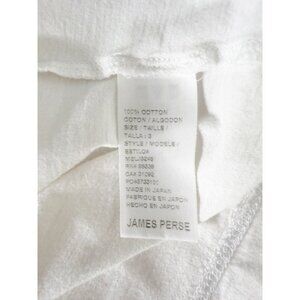 100% COTTON
COTON / ALGODON
SIZE / TAILLE /
TALLA : 3
STYLE / MODELE /
ESTILO#
MADE IN JAPAN
FABRIQUE EN JAPON
HECHO EN JAPON
JAMES PERSE